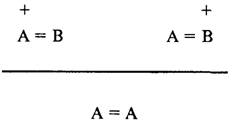 + +
A = B A = B
A = A